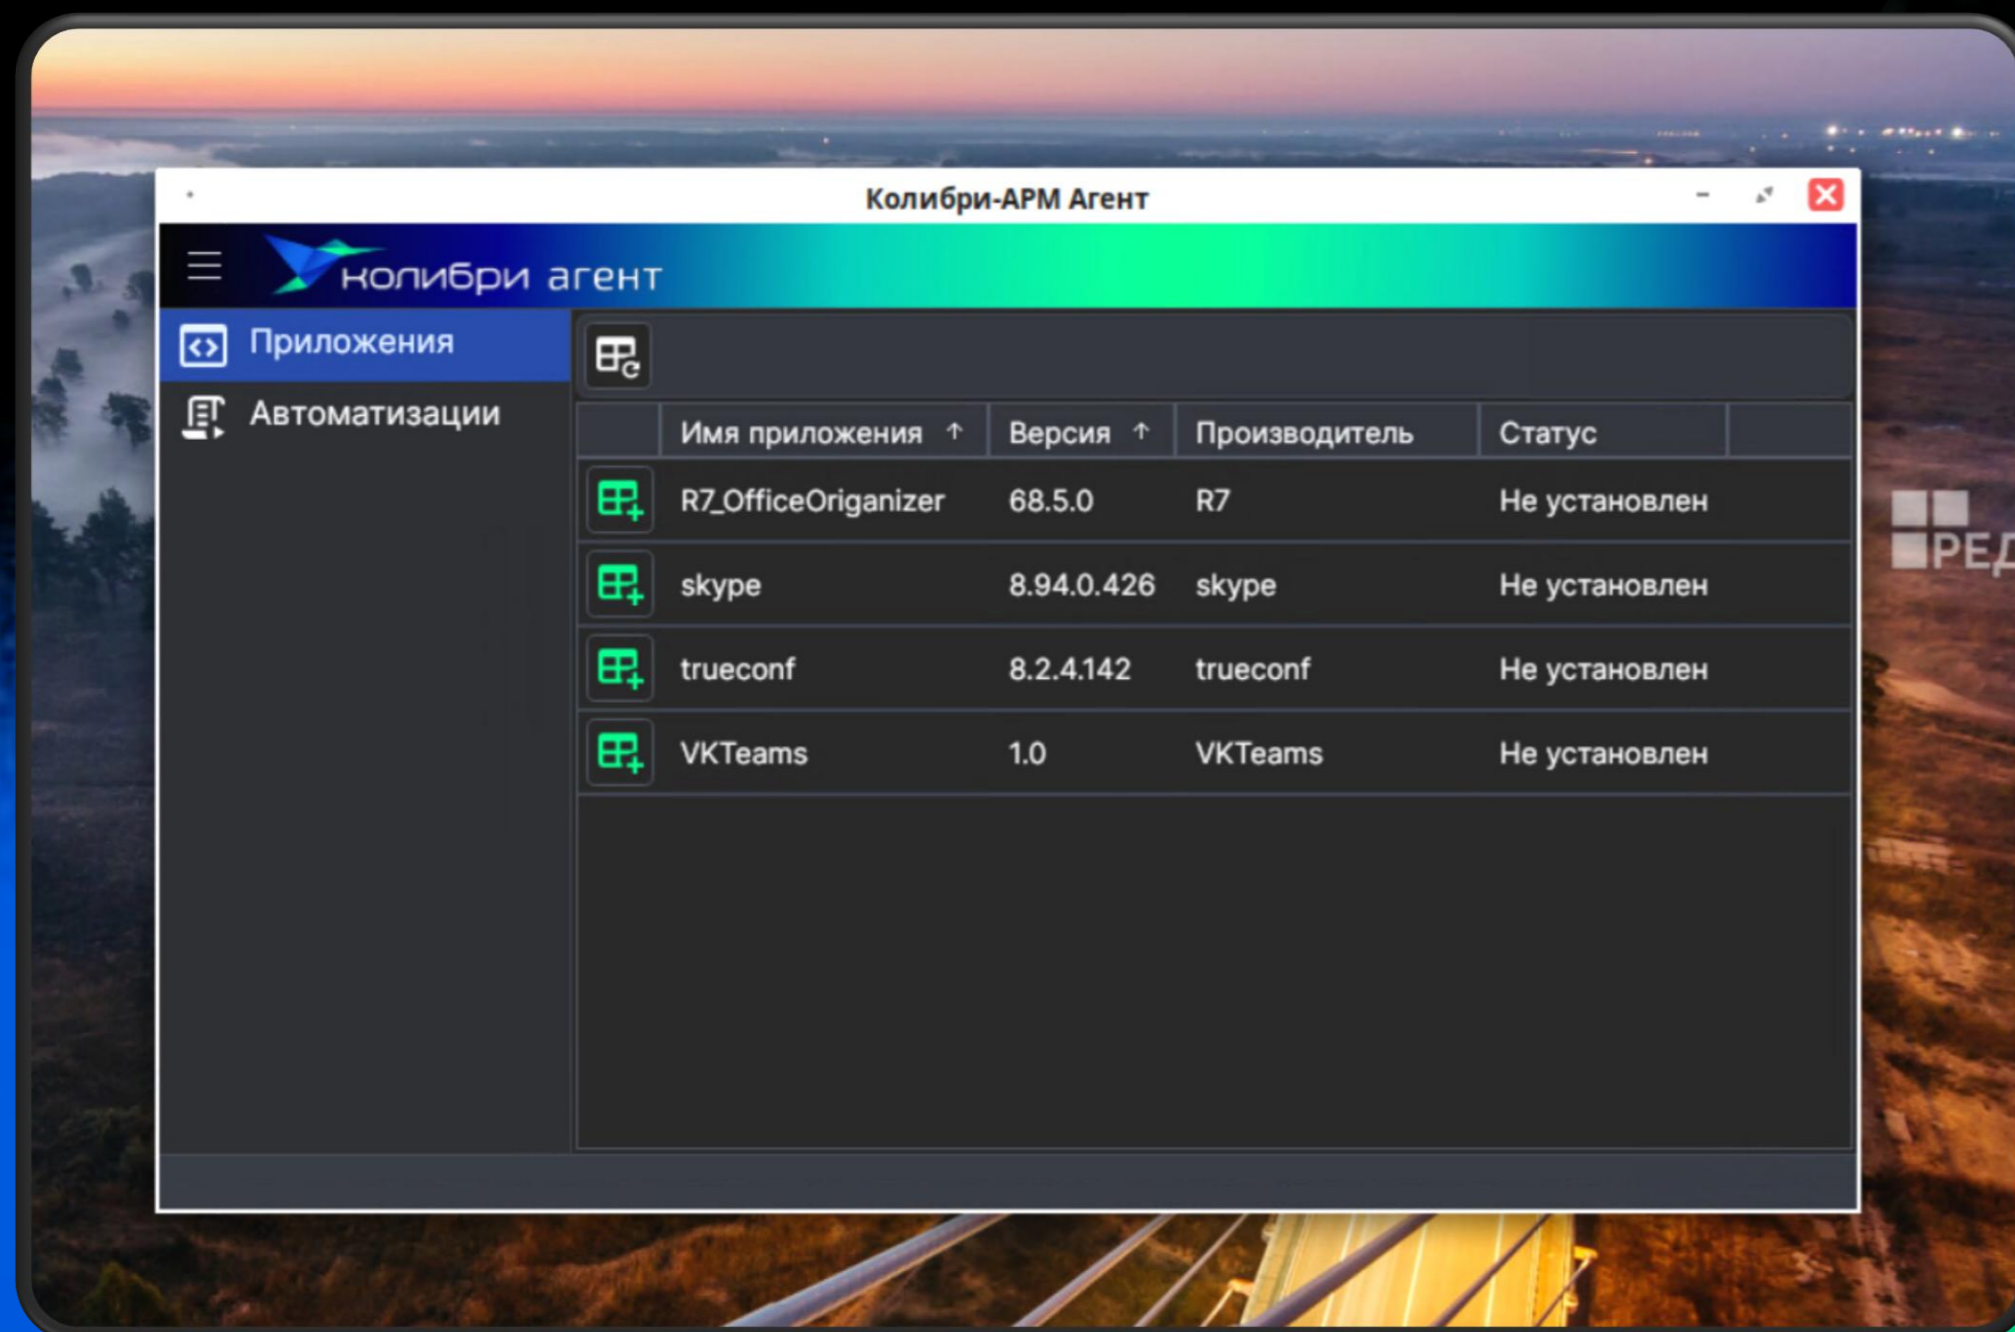 Колибри-АРМ Агент
колибри агент
Приложения
Автоматизации
Имя приложения ↑ Версия ↑ Производитель Статус
R7_OfficeOriganizer 68.5.0 R7 Не установлен
skype 8.94.0.426 skype Не установлен
trueconf 8.2.4.142 trueconf Не установлен
VKTeams 1.0 VKTeams Не установлен
РЕД